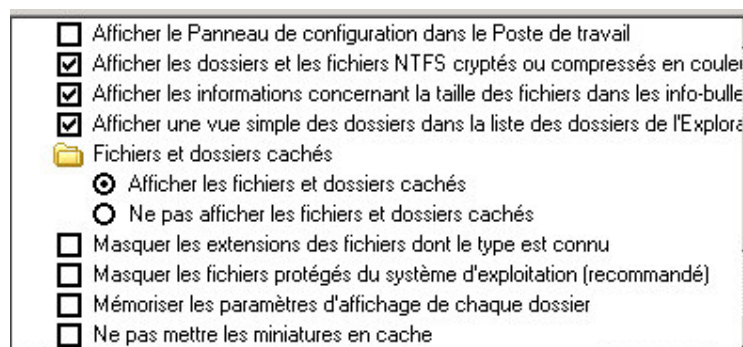 Afficher le Panneau de configuration dans le Poste de travail
Afficher les dossiers et les fichiers NTFS cryptés ou compressés en
Afficher les informations concernant la taille des fichiers dans les
Afficher une vue simple des dossiers dans la liste des dossiers de
Fichiers et dossiers cachés
Afficher les fichiers et dossiers cachés
Ne pas afficher les fichiers et dossiers cachés
Masquer les extensions des fichiers dont le type est connu
Masquer les fichiers protégés du système d'exploitation (recommandé)
Mémoriser les paramètres d'affichage de chaque dossier
Ne pas mettre les miniatures en cache